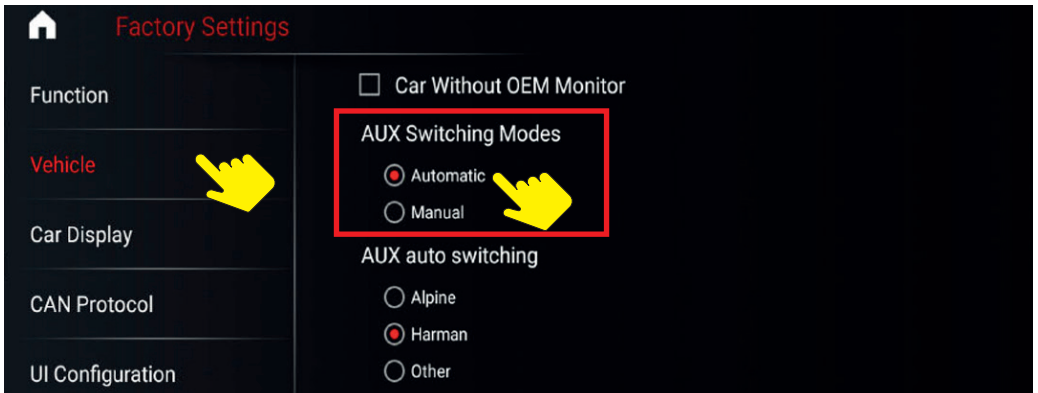 Factory Settings
Function
Vehicle
Car Display
CAN Protocol
UI Configuration
Car Without OEM Monitor
AUX Switching Modes
Automatic
Manual
AUX auto switching
Alpine
Harman
Other